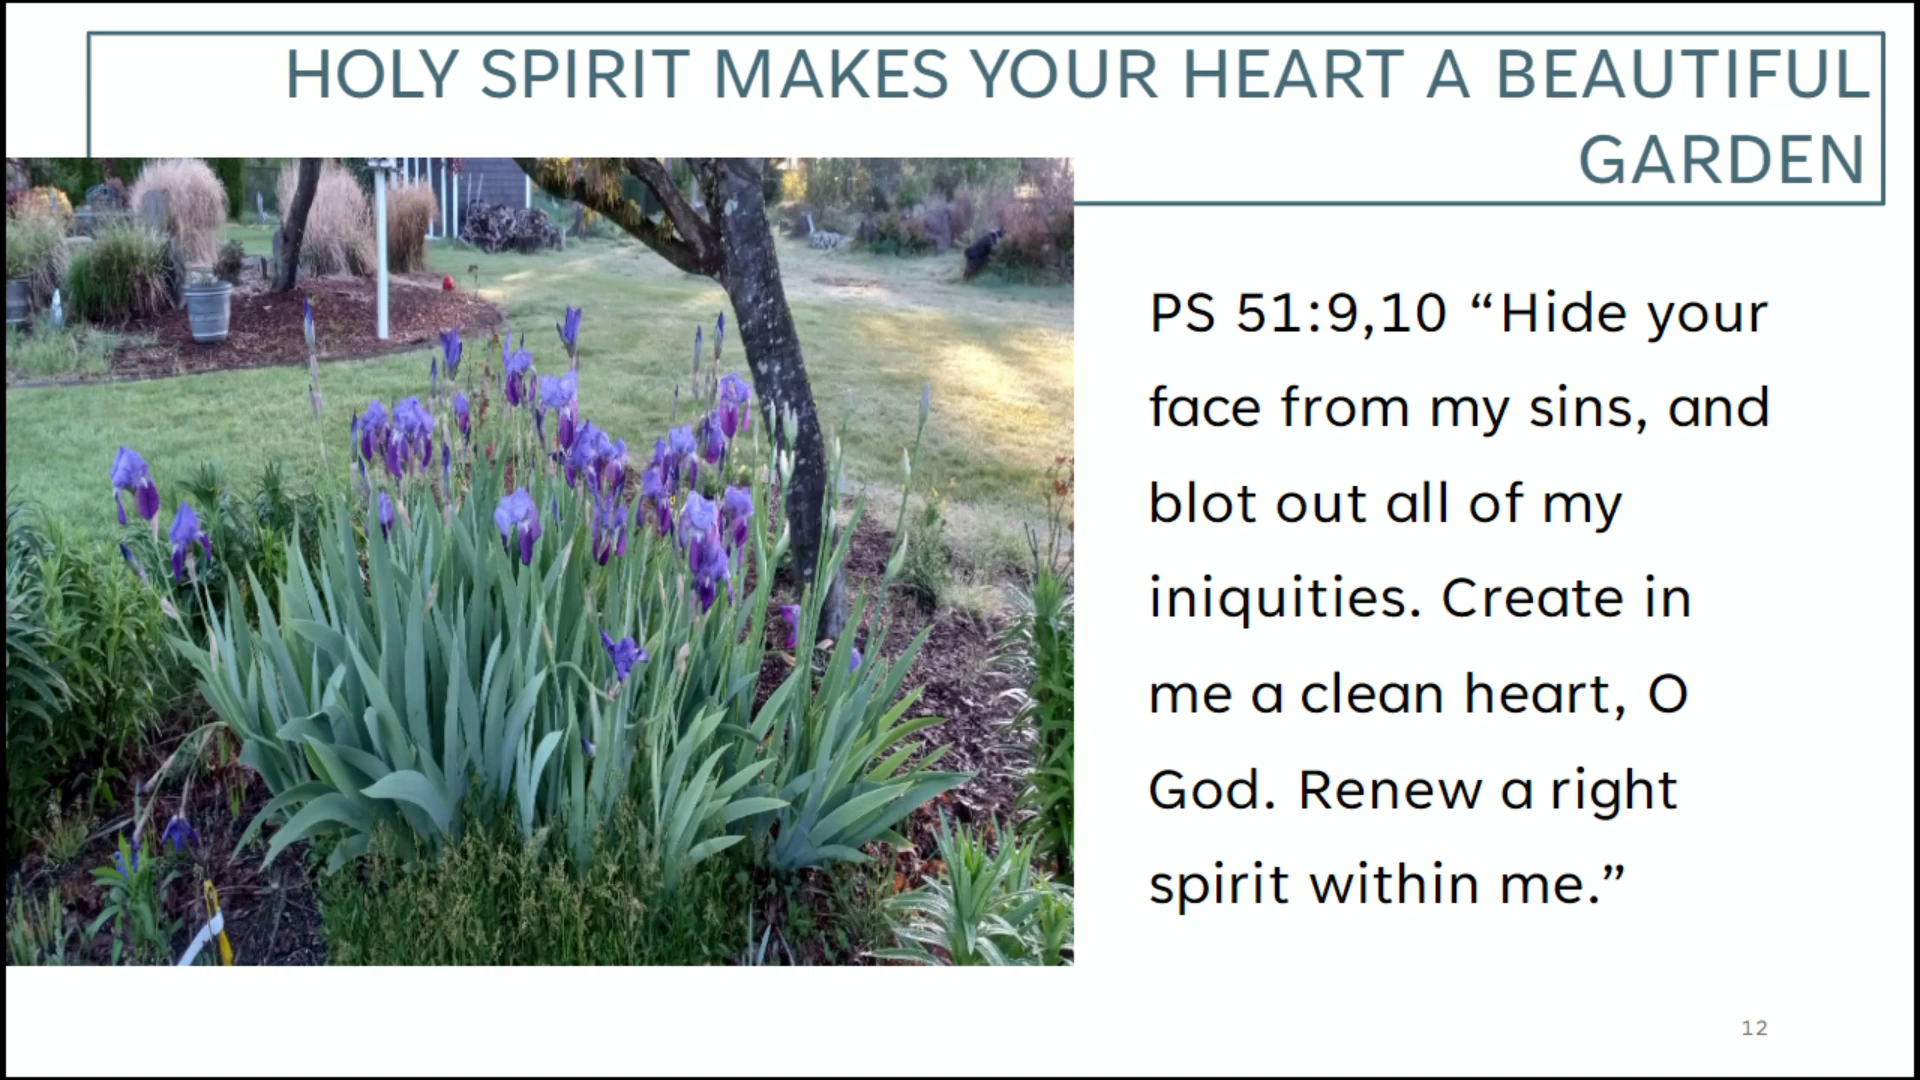 HOLY SPIRIT MAKES YOUR HEART A BEAUTIFUL
GARDEN
PS 51:9,10 “Hide your
face from my sins, and
blot out all of my
iniquities. Create in
me a clean heart, O
God. Renew a right
spirit within me.”
12